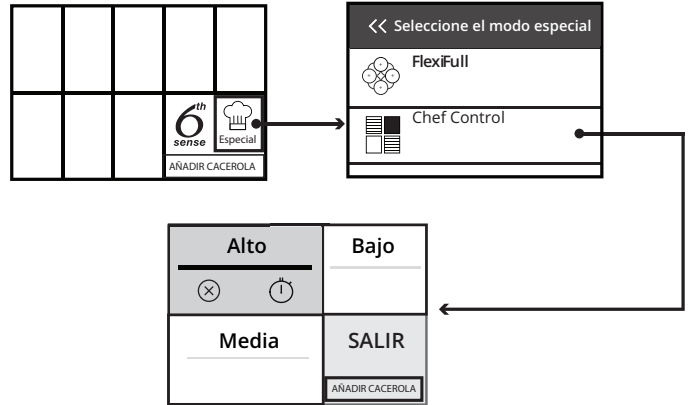 6th
sense
Especial
AÑADIR CACEROLA
Seleccione el modo especial
FlexiFull
Chef Control
Alto
Bajo
Media
SALIR
AÑADIR CACEROLA